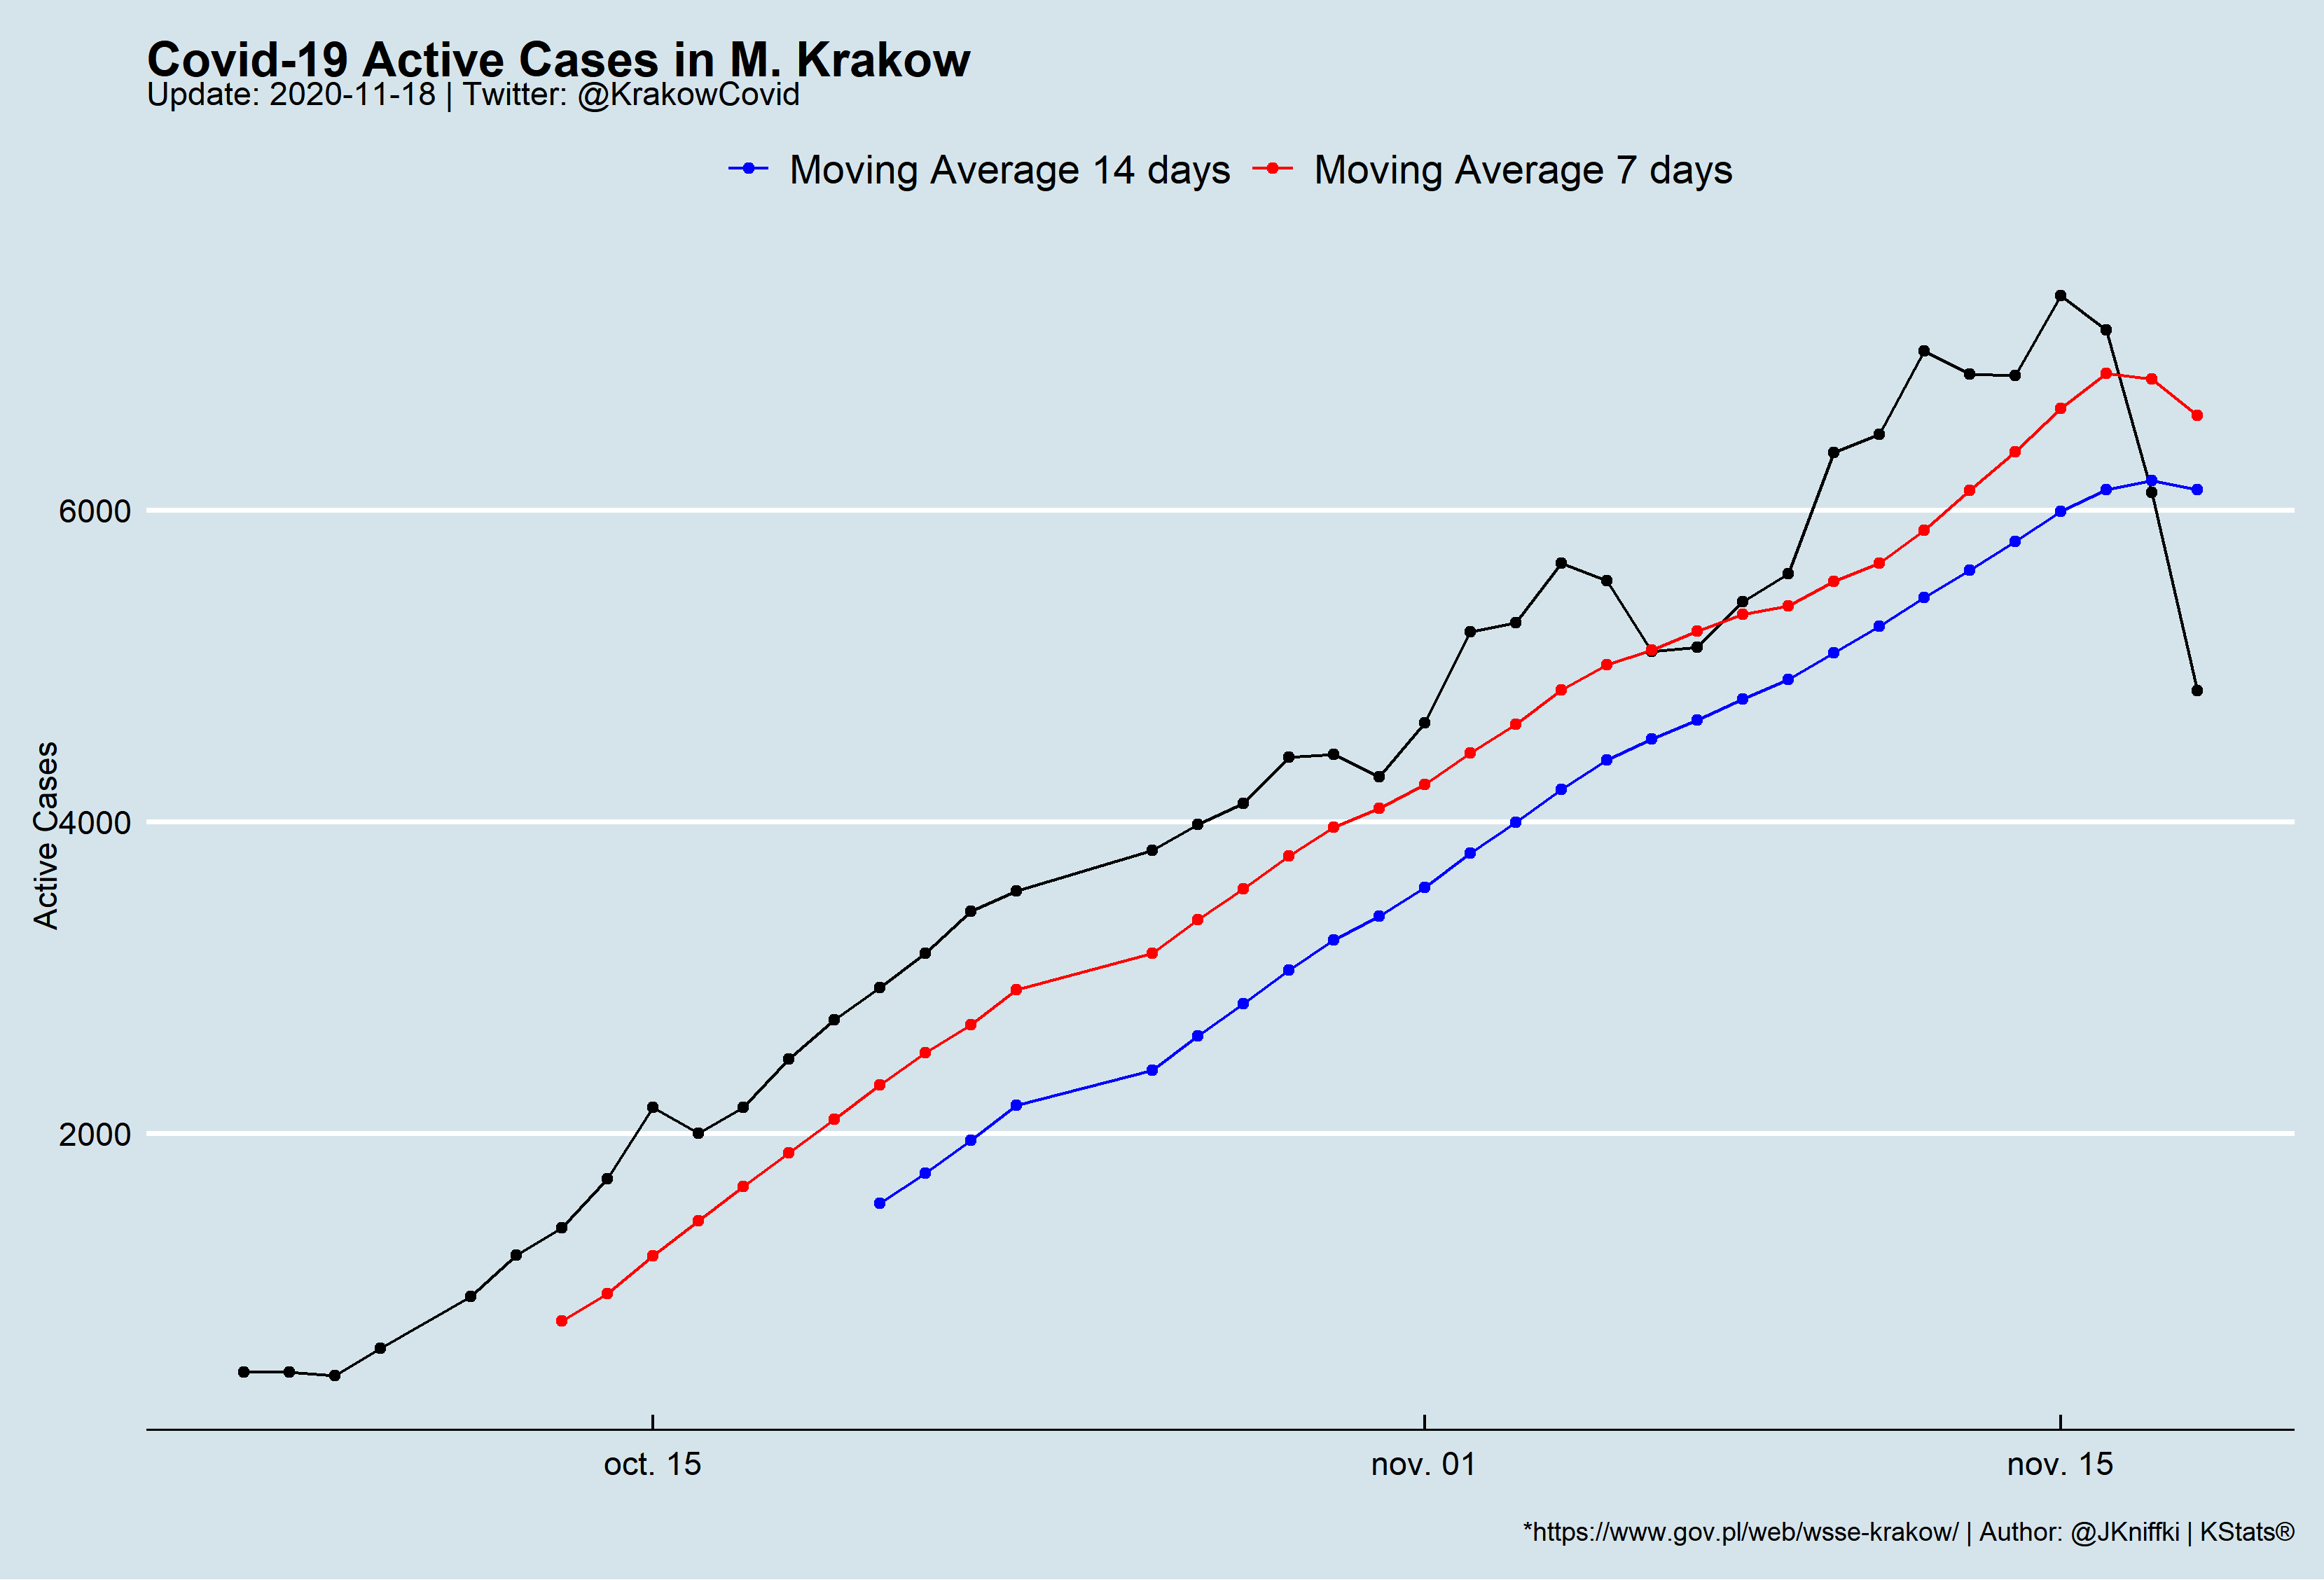 Covid-19 Active Cases in M. Krakow
Update: 2020-11-18 | Twitter: @KrakowCovid
Moving Average 14 days Moving Average 7 days
6000
4000
2000
Active Cases
oct. 15 nov. 01 nov. 15
*https://www.gov.pl/web/wsse-krakow/ | Author: @JKniffki | KStats®